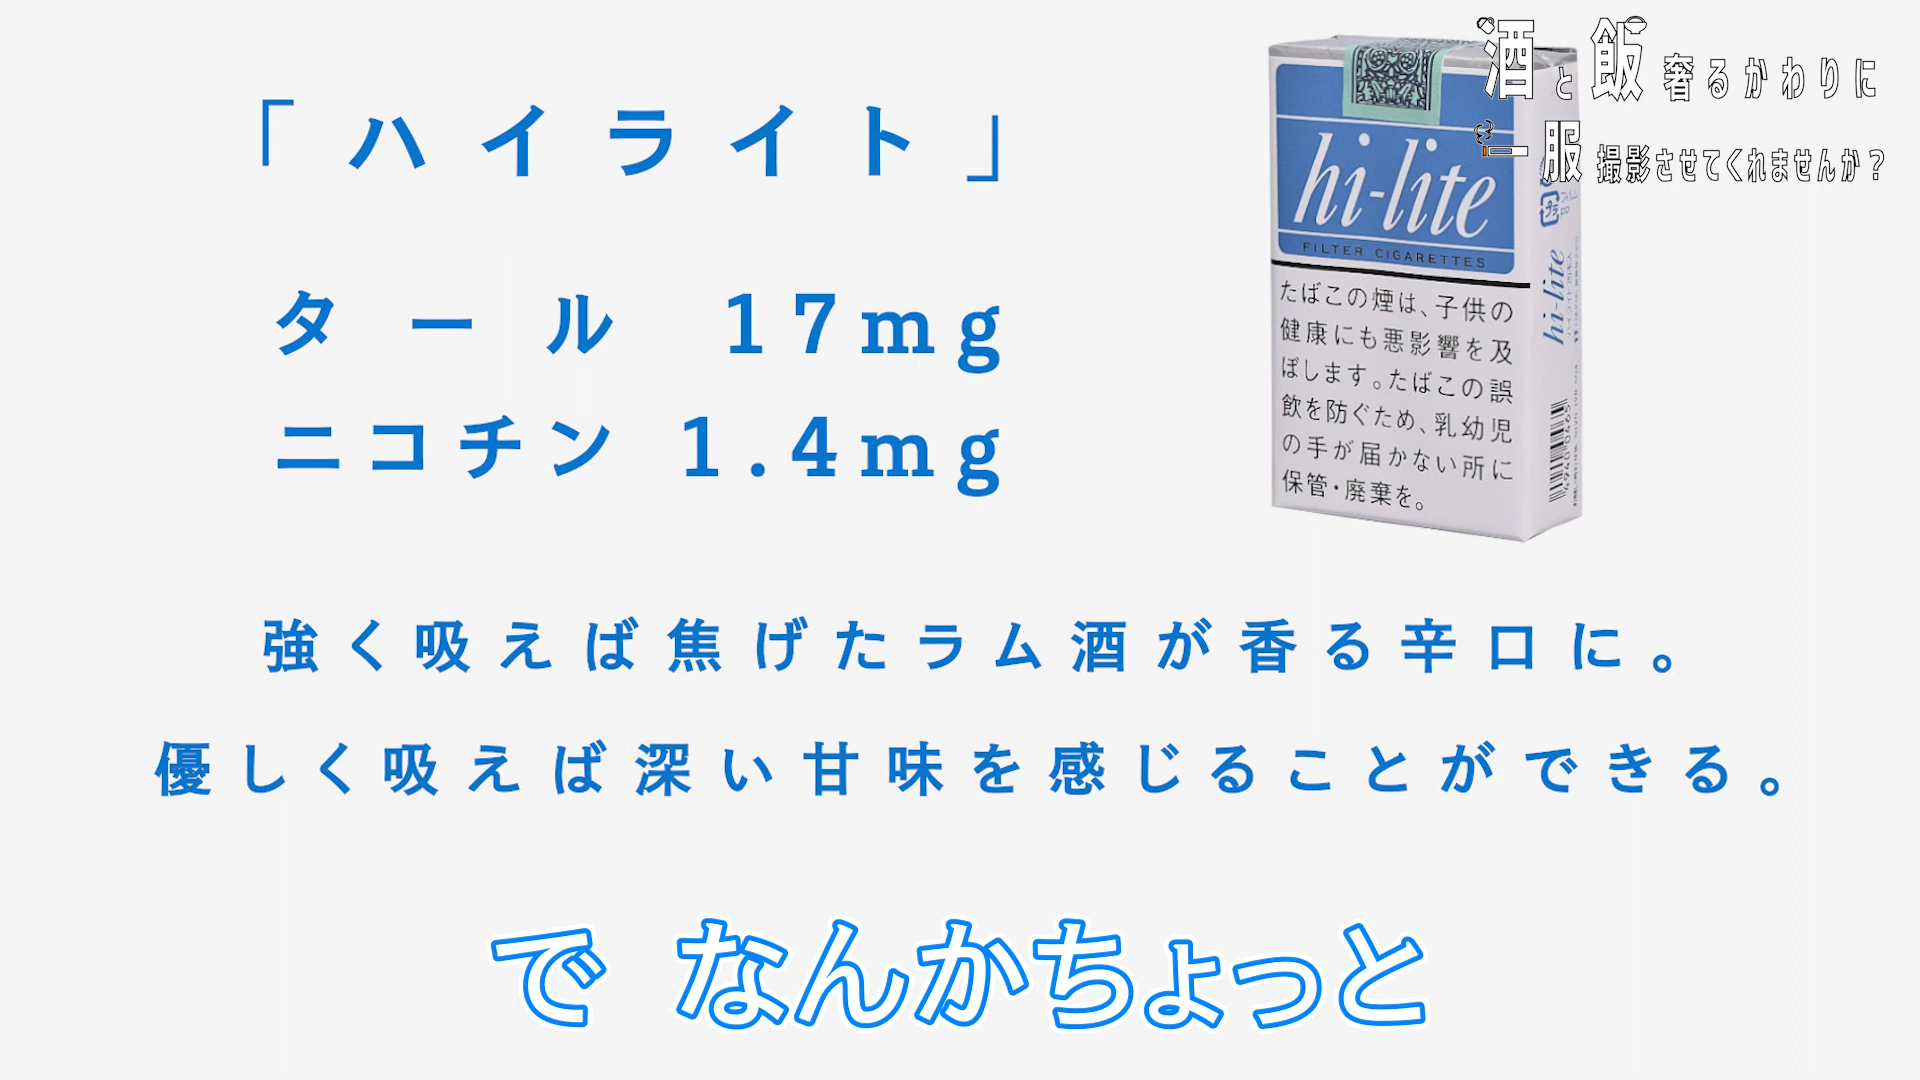 「ハイライト」
タール 17mg
ニコチン 1.4mg
酒と飯奢るかわりに
一服撮影させてくれませんか？
hi-lite
FILTER CIGARETTES
たばこの煙は、子供の
健康にも悪影響を及
ぼします。たばこの誤
飲を防ぐため、乳幼児
の手が届かない所に
保管・廃棄を。
プラ
hi-lite
強く吸えば焦げたラム酒が香る辛口に。
優しく吸えば深い甘味を感じることができる。
で なんかちょっと